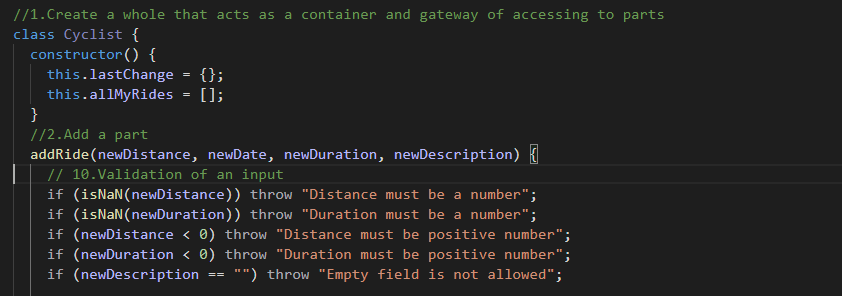 //1.Create a whole that acts as a container and gateway of accessing to parts
class Cyclist {
  constructor() {
    this.lastChange = {};
    this.allMyRides = [];
  }
  //2.Add a part
  addRide(newDistance, newDate, newDuration, newDescription) {
    // 10.Validation of an input
    if (isNaN(newDistance)) throw "Distance must be a number";
    if (isNaN(newDuration)) throw "Duration must be a number";
    if (newDistance < 0) throw "Distance must be positive number";
    if (newDuration < 0) throw "Duration must be positive number";
    if (newDescription == "") throw "Empty field is not allowed";